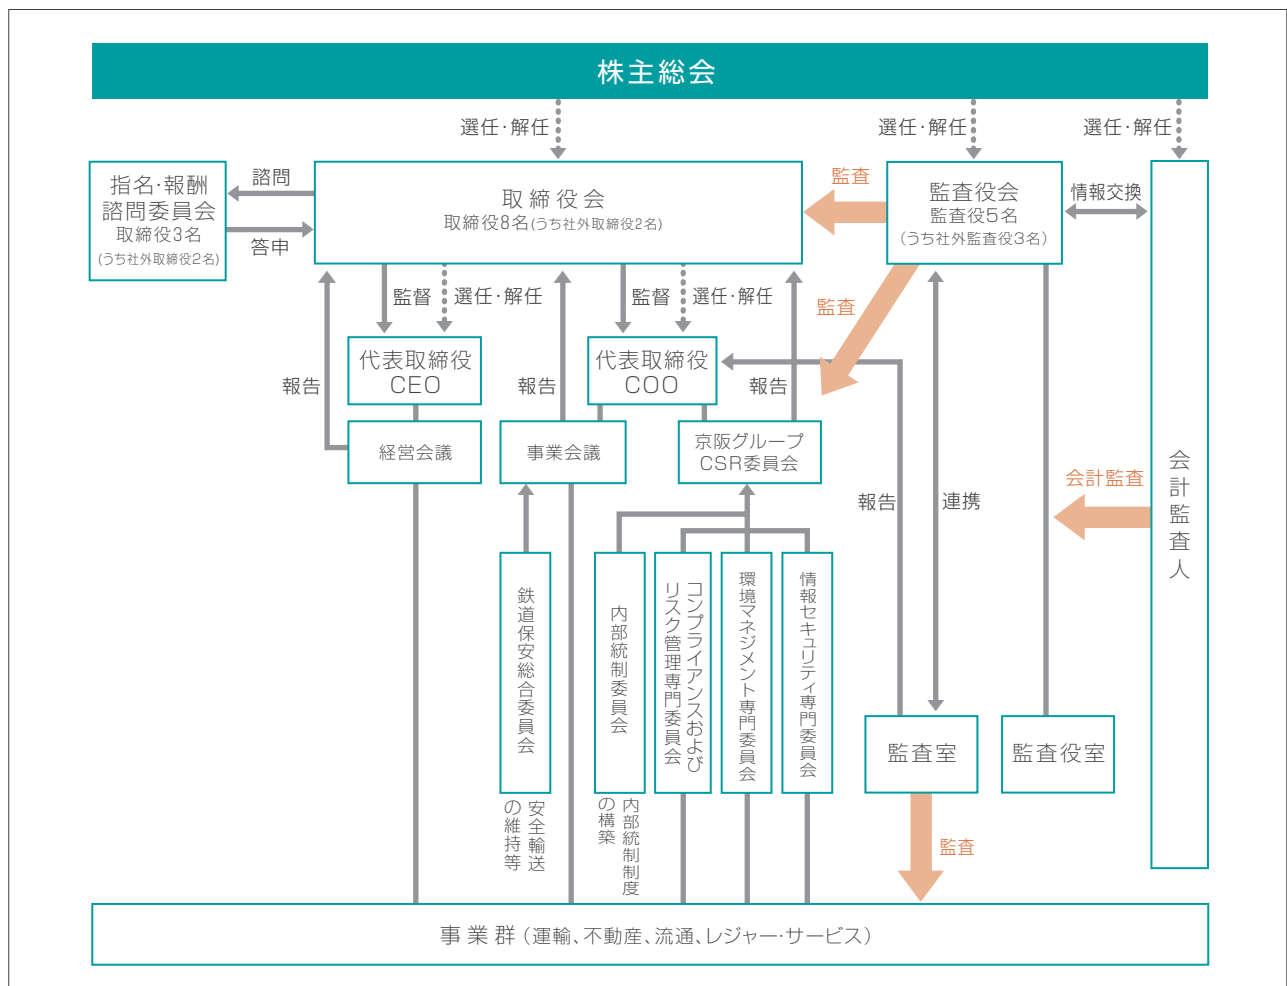 株主総会
選任・解任
選任・解任
選任・解任
指名・報酬
諮問委員会
取締役3名
(うち社外取締役2名)
諮問
答申
取締役会
取締役8名(うち社外取締役2名)
監査
監査役会
監査役5名
(うち社外監査役3名)
情報交換
監督
選任・解任
監督
選任・解任
監査
代表取締役
CEO
代表取締役
COO
報告
報告
報告
経営会議
事業会議
京阪グループ
CSR委員会
会計監査
会計監査人
報告
連携
鉄道保安総合委員会
内部統制委員会
コンプライアンスおよび
リスク管理専門委員会
環境マネジメント専門委員会
情報セキュリティ専門委員会
監査室
監査役室
安全輸送
の維持等
内部統制制度
の構築
監査
事業群(運輸、不動産、流通、レジャー・サービス)